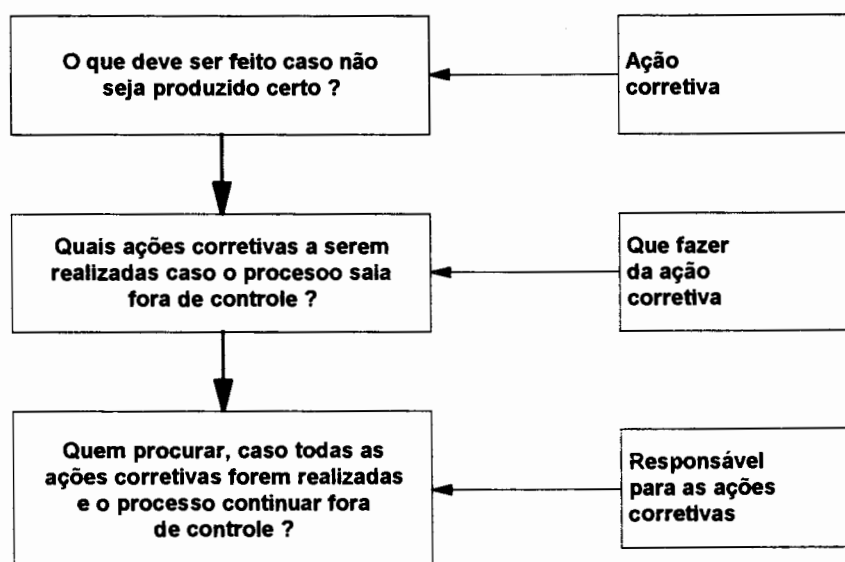 O que deve ser feito caso não
seja produzido certo ?
Ação
corretiva
Quais ações corretivas a serem
realizadas caso o procesoo saia
fora de controle ?
Que fazer
da ação
corretiva
Quem procurar, caso todas as
ações corretivas forem realizadas
e o processo continuar fora
de controle ?
Responsável
para as ações
corretivas